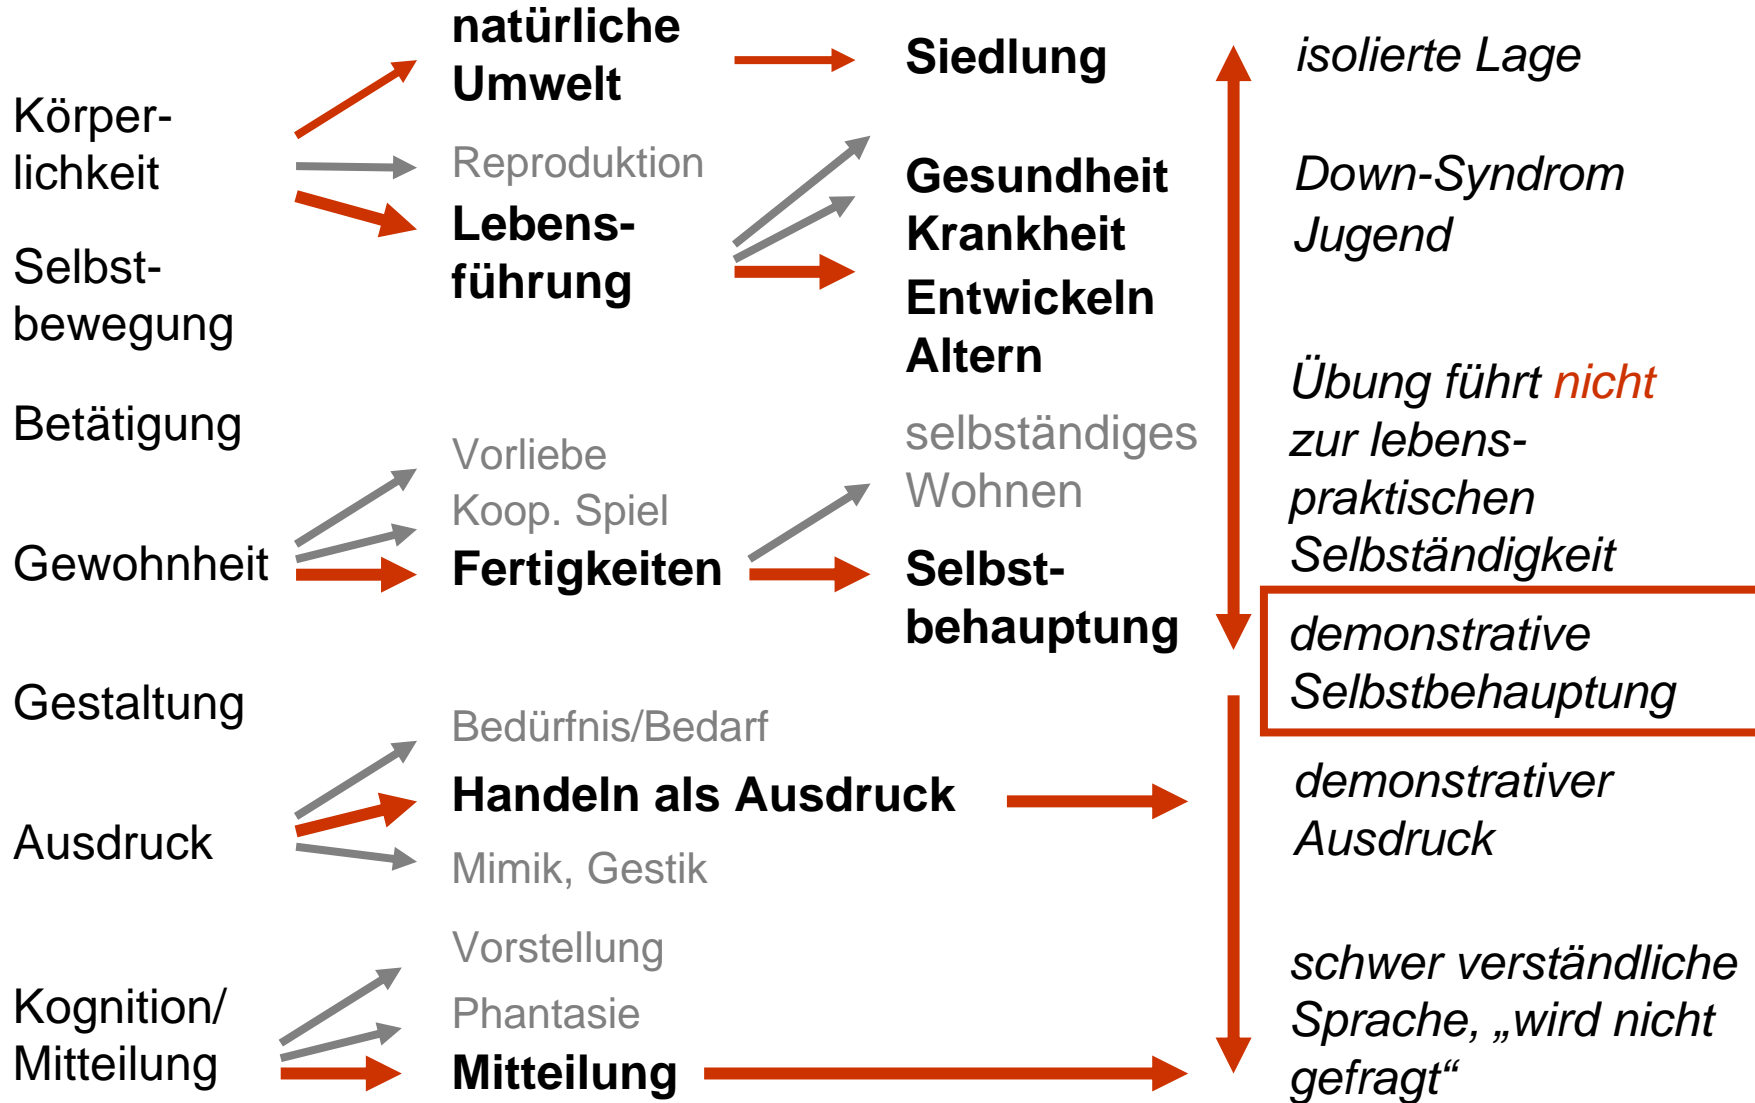 Körper-
lichkeit
Selbst-
bewegung
Betätigung
Gewohnheit
Gestaltung
Ausdruck
Kognition/
Mitteilung
natürliche
Umwelt
Reproduktion
Lebens-
führung
Vorliebe
Koop. Spiel
Fertigkeiten
Bedürfnis/Bedarf
Handeln als Ausdruck
Mimik, Gestik
Vorstellung
Phantasie
Mitteilung
Siedlung
Gesundheit
Krankheit
Entwickeln
Altern
selbständiges
Wohnen
Selbst-
behauptung
isolierte Lage
Down-Syndrom
Jugend
Übung führt nicht
zur lebens-
praktischen
Selbständigkeit
demonstrative
Selbstbehauptung
demonstrativer
Ausdruck
schwer verständliche
Sprache, „wird nicht
gefragt“